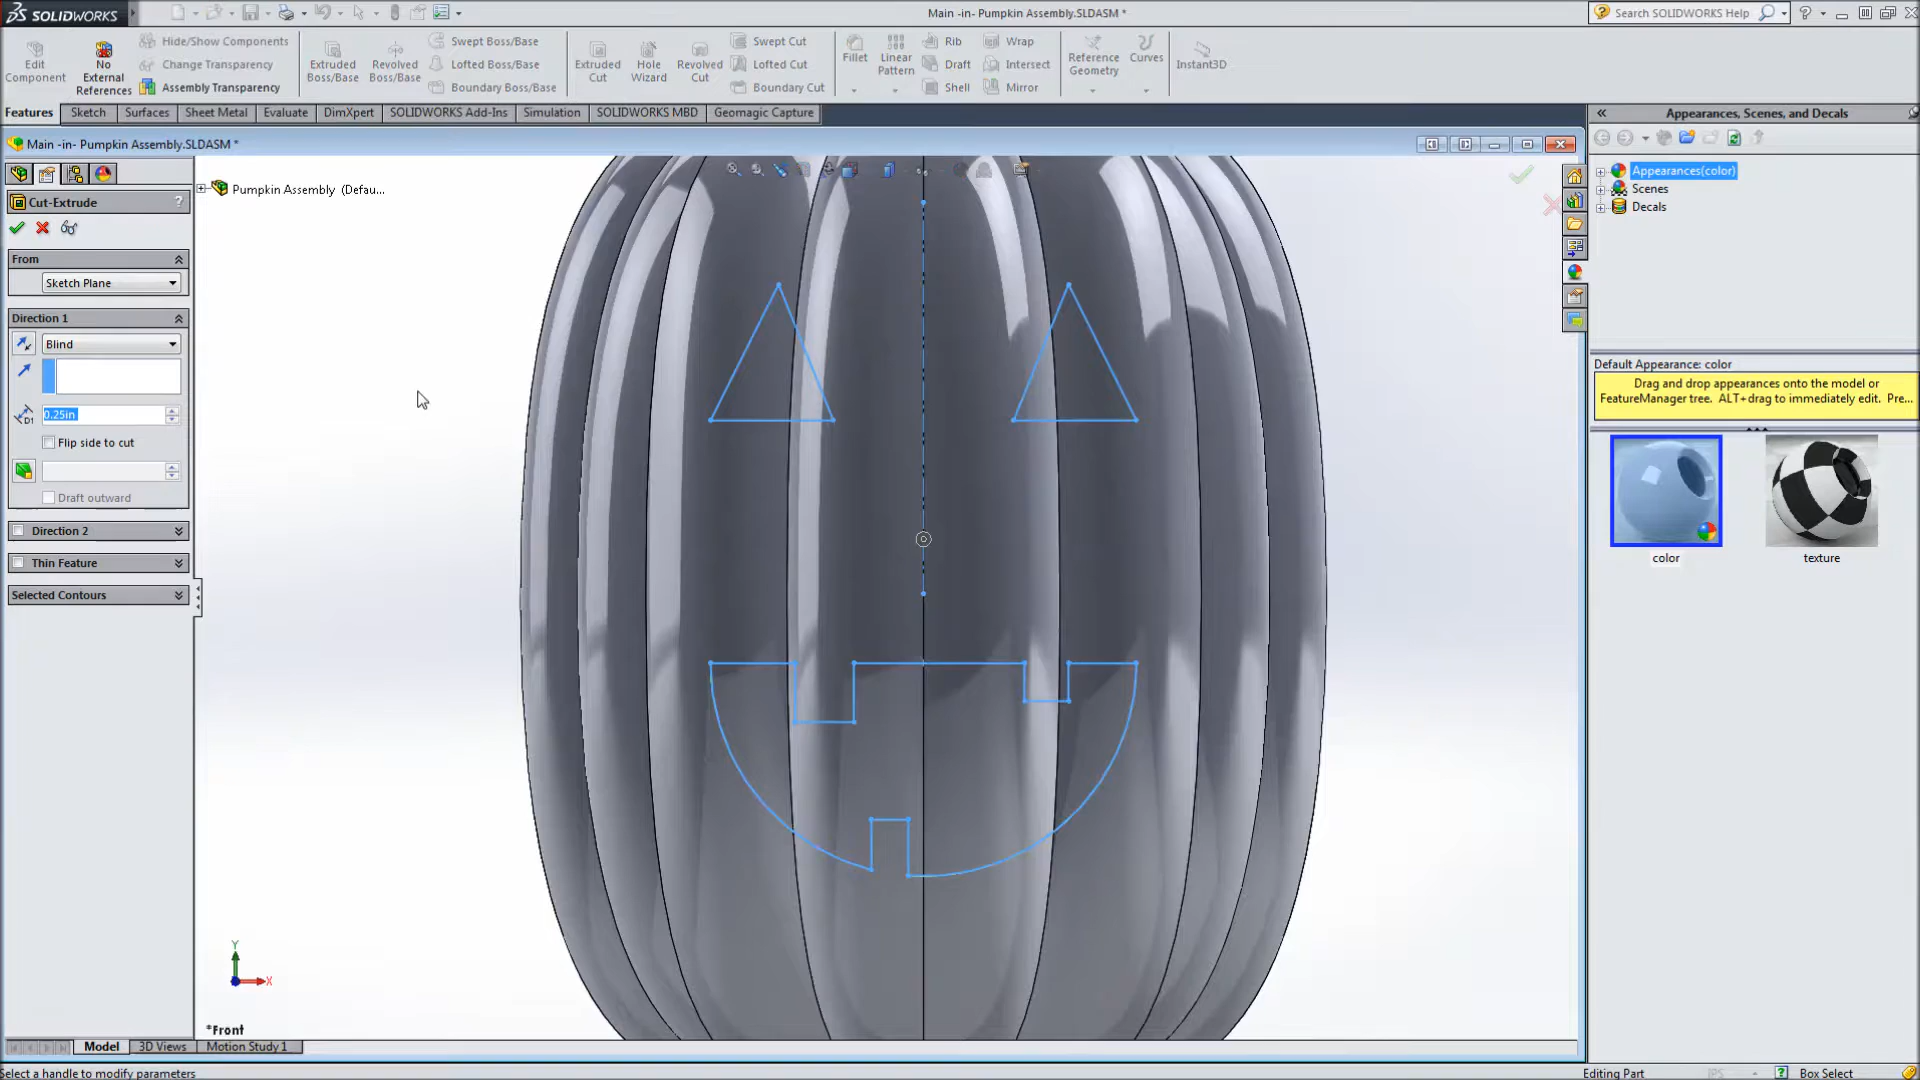 SOLIDWORKS
Main -in- Pumpkin Assembly.SLDASM *
Search SOLIDWORKS Help
Edit Component
No External References
Hide/Show Components
Change Transparency
Assembly Transparency
Extruded Boss/Base
Revolved Boss/Base
Swept Boss/Base
Lofted Boss/Base
Boundary Boss/Base
Extruded Cut
Hole Wizard
Revolved Cut
Swept Cut
Lofted Cut
Boundary Cut
Fillet
Linear Pattern
Rib
Draft
Shell
Wrap
Intersect
Mirror
Reference Geometry
Curves
Instant3D
Features
Sketch
Surfaces
Sheet Metal
Evaluate
DimXpert
SOLIDWORKS Add-Ins
Simulation
SOLIDWORKS MBD
Geomagic Capture
Main -in- Pumpkin Assembly.SLDASM *
Pumpkin Assembly (Defau...
Cut-Extrude
?
From
Sketch Plane
Direction 1
Blind
D1
0.25in
Flip side to cut
Draft outward
Direction 2
Thin Feature
Selected Contours
Y
X
*Front
Model
3D Views
Motion Study 1
Select a handle to modify parameters
Editing Part
IPS
Box Select
Appearances, Scenes, and Decals
Appearances(color)
Scenes
Decals
Default Appearance: color
Drag and drop appearances onto the model or
FeatureManager tree. ALT+drag to immediately edit. Pre...
color
texture